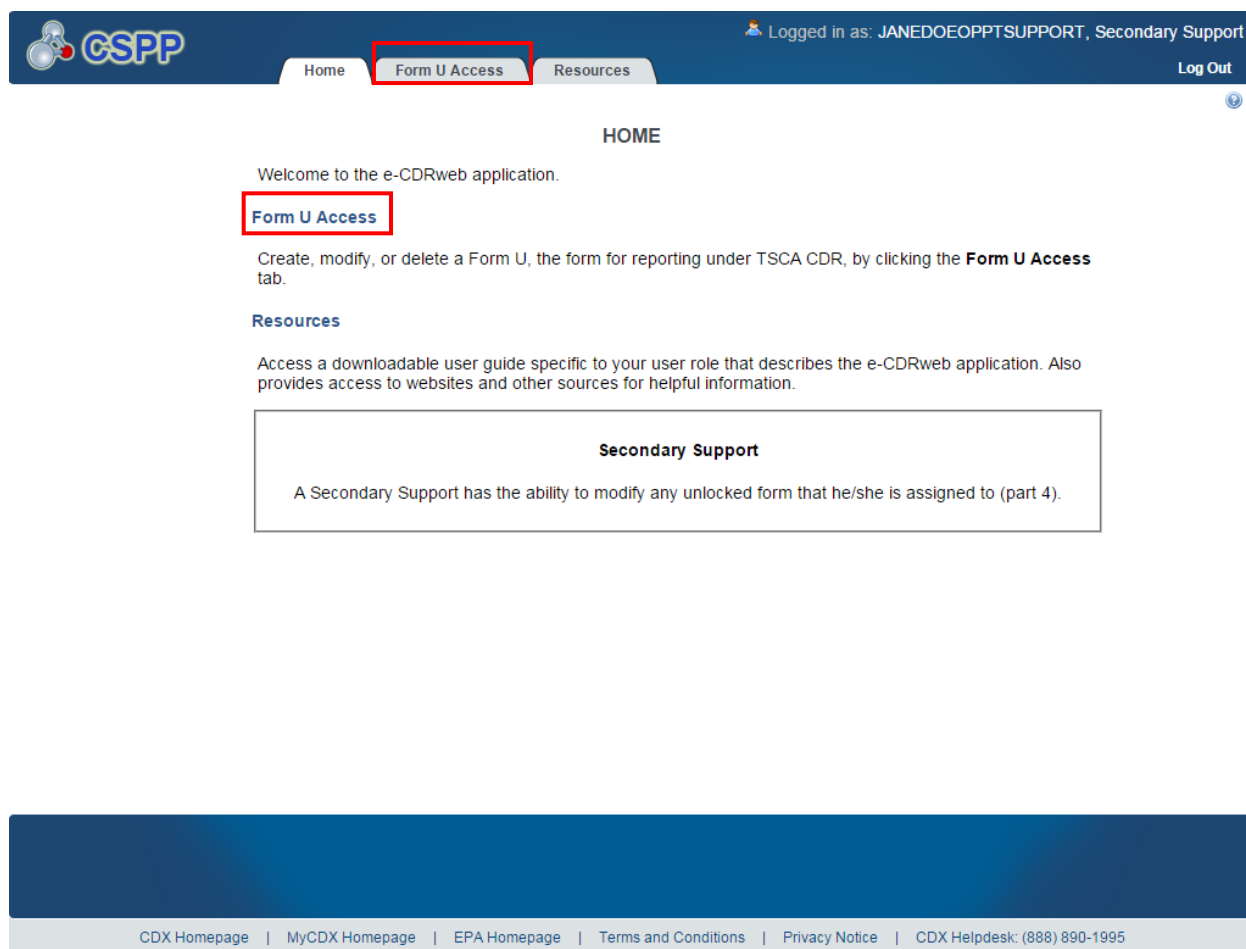 CSPP
Logged in as: JANEDOEOPPTSUPPORT, Secondary Support
Home
Form U Access
Resources
Log Out
?
HOME
Welcome to the e-CDRweb application.
Form U Access
Create, modify, or delete a Form U, the form for reporting under TSCA CDR, by clicking the Form U Access
tab.
Resources
Access a downloadable user guide specific to your user role that describes the e-CDRweb application. Also
provides access to websites and other sources for helpful information.
Secondary Support
A Secondary Support has the ability to modify any unlocked form that he/she is assigned to (part 4).
CDX Homepage | MyCDX Homepage | EPA Homepage | Terms and Conditions | Privacy Notice | CDX Helpdesk: (888) 890-1995